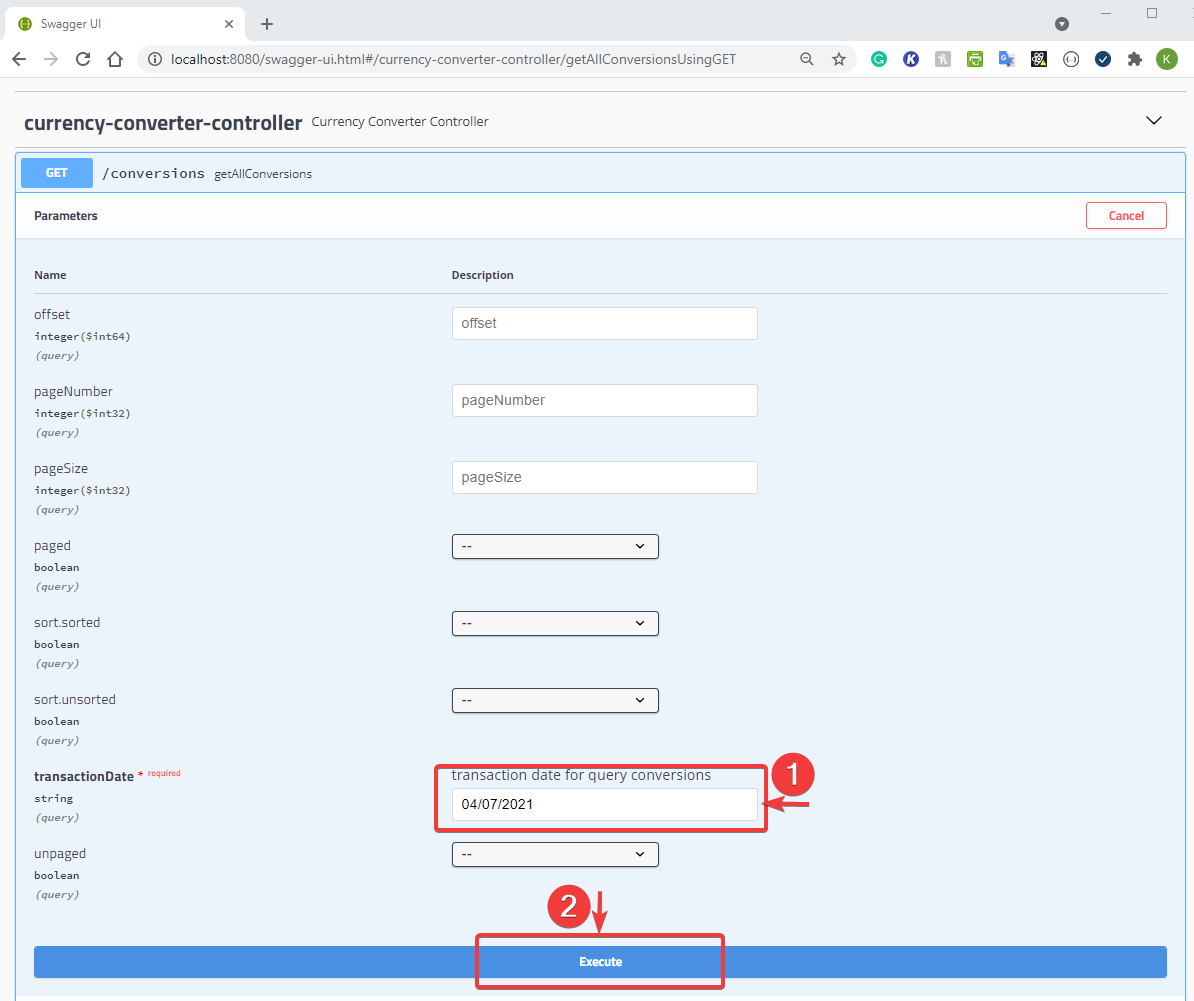 Swagger UI
localhost:8080/swagger-ui.html#/currency-converter-controller/getAllConversionsUsingGET
K
currency-converter-controller Currency Converter Controller
GET /conversions getAllConversions
Parameters Cancel
Name Description
offset offset
integer($int64)
(query)
pageNumber pageNumber
integer($int32)
(query)
pageSize pageSize
integer($int32)
(query)
paged --
boolean
(query)
sort.sorted --
boolean
(query)
sort.unsorted --
boolean
(query)
transactionDate * required transaction date for query conversions 1
string 04/07/2021
(query)
unpaged --
boolean
(query)
2
Execute